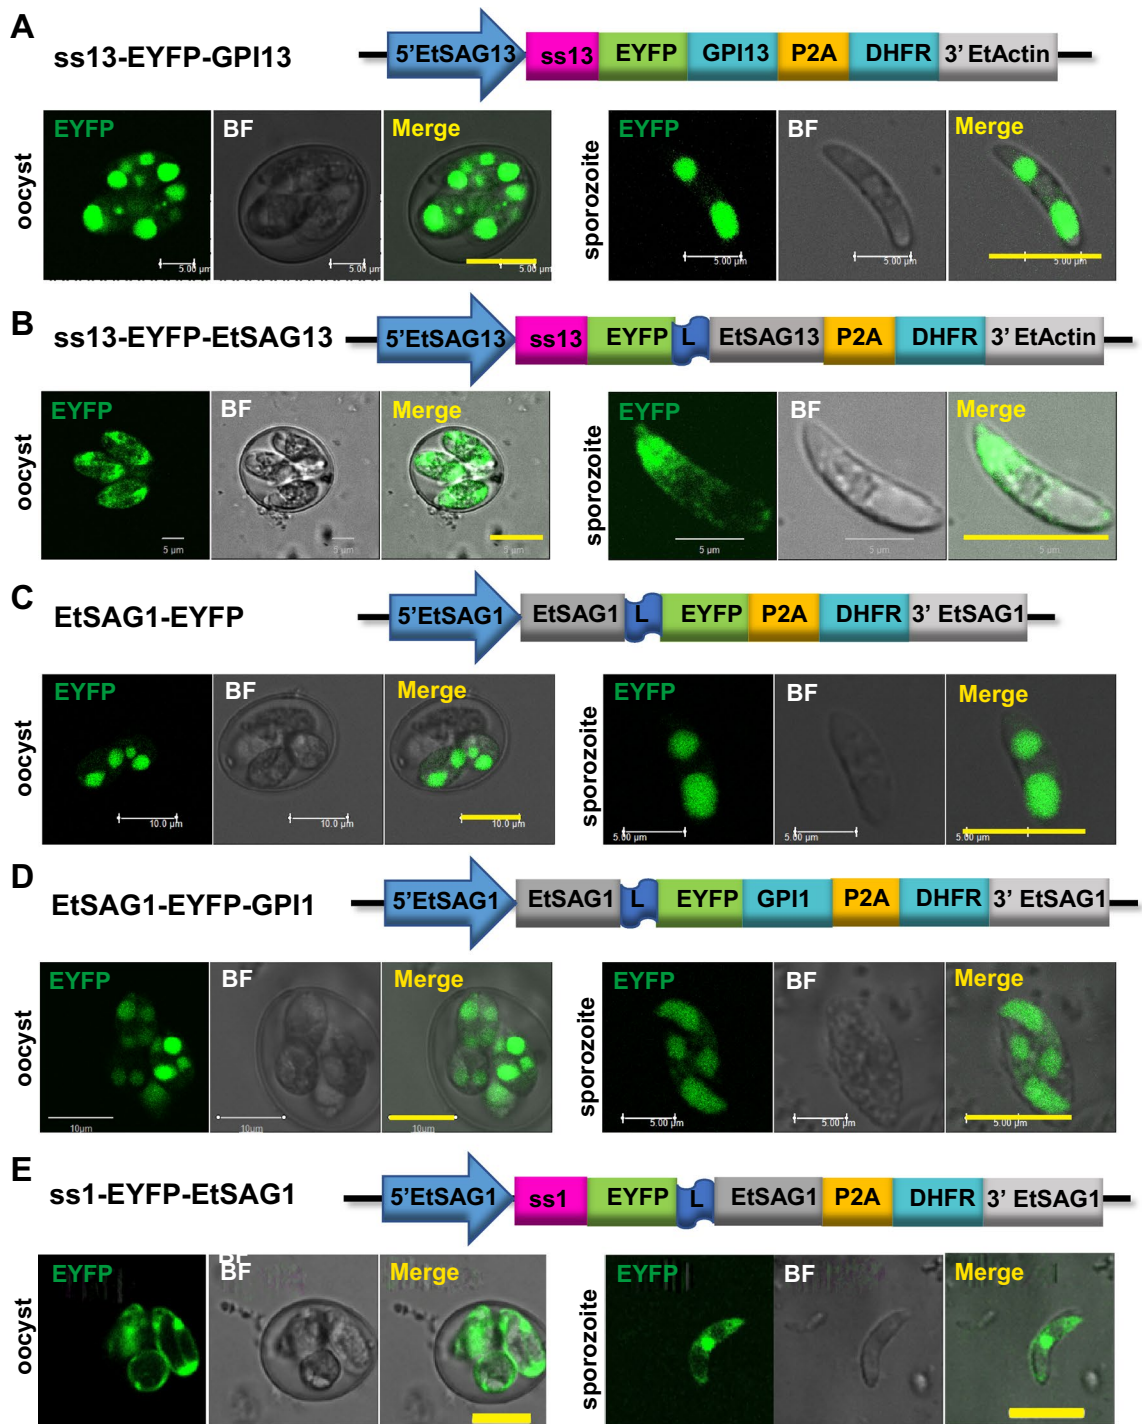 A
ss13-EYFP-GPI13
5'EtSAG13 ss13 EYFP GPI13 P2A DHFR 3' EtActin
oocyst
EYFP BF Merge
5.00 µm 5.00 µm 5.00 µm
sporozoite
EYFP BF Merge
5.00 µm 5.00 µm 5.00 µm
B
ss13-EYFP-EtSAG13
5'EtSAG13 ss13 EYFP L EtSAG13 P2A DHFR 3' EtActin
oocyst
EYFP BF Merge
5 µm 5 µm 5 µm
sporozoite
EYFP BF Merge
5 µm 5 µm 5 µm
C
EtSAG1-EYFP
5'EtSAG1 EtSAG1 L EYFP P2A DHFR 3' EtSAG1
oocyst
EYFP BF Merge
10.0 µm 10.0 µm 10.0 µm
sporozoite
EYFP BF Merge
5.00 µm 5.00 µm 5.00 µm
D
EtSAG1-EYFP-GPI1
5'EtSAG1 EtSAG1 L EYFP GPI1 P2A DHFR 3' EtSAG1
oocyst
EYFP BF Merge
10µm 10µm 10µm
sporozoite
EYFP BF Merge
5.00 µm 5.00 µm 5.00 µm
E
ss1-EYFP-EtSAG1
5'EtSAG1 ss1 EYFP L EtSAG1 P2A DHFR 3' EtSAG1
oocyst
EYFP BF BF Merge
sporozoite
EYFP BF Merge